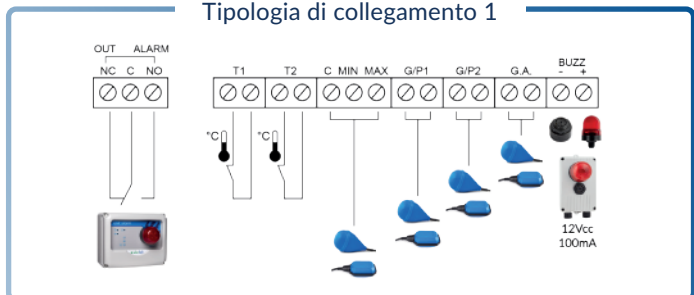 Tipologia di collegamento 1
OUT ALARM
NC C NO
T1 T2 C MIN MAX G/P1 G/P2 G.A. BUZZ
- +
°C °C
12Vcc
100mA